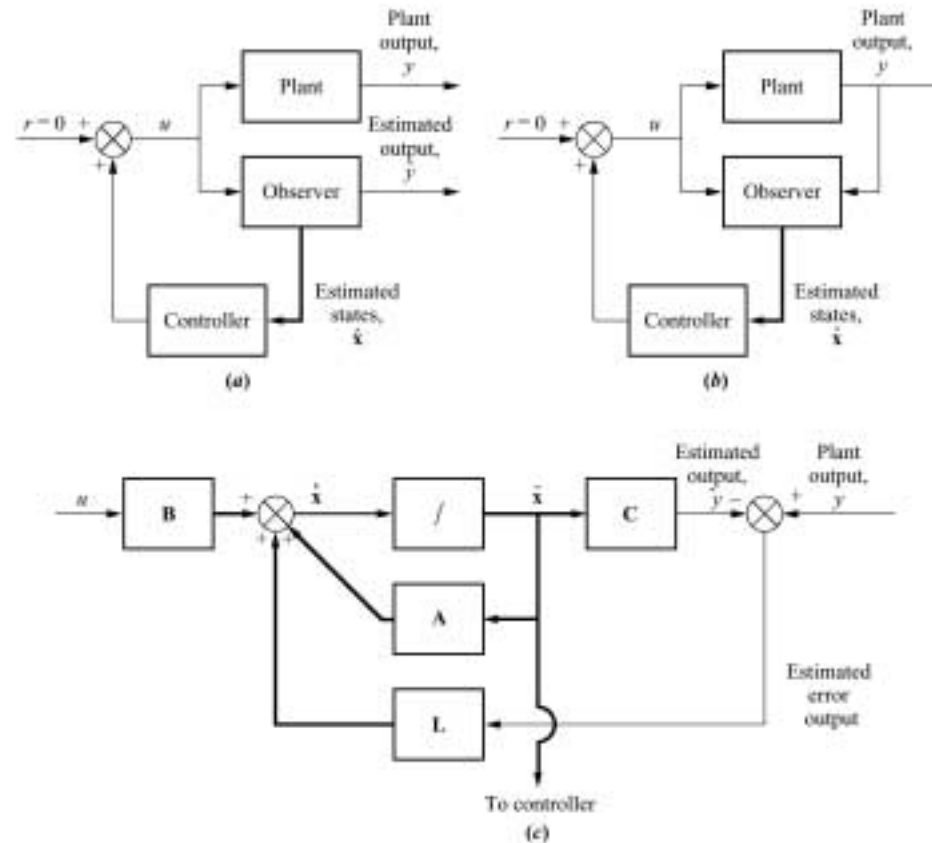 Plant
output,
y
Plant
r = 0 + u
+
Estimated
output,
ŷ
Observer
Controller
Estimated
states,
x̂
(a)
Plant
output,
y
Plant
r = 0 + u
+
Observer
Controller
Estimated
states,
x̂
(b)
Estimated
output,
ŷ −
Plant
output,
+ y
u
B
+
+ +
x̂̇
∫
x̂
C
A
L
Estimated
error
output
To controller
(c)